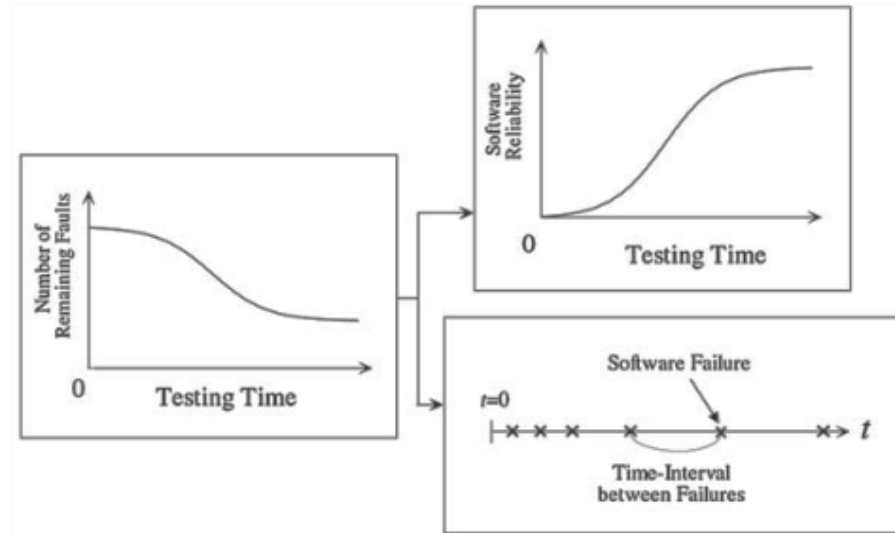 Number of
Remaining Faults
0
Testing Time
Software
Reliability
0
Testing Time
Software Failure
t=0
t
Time-Interval
between Failures